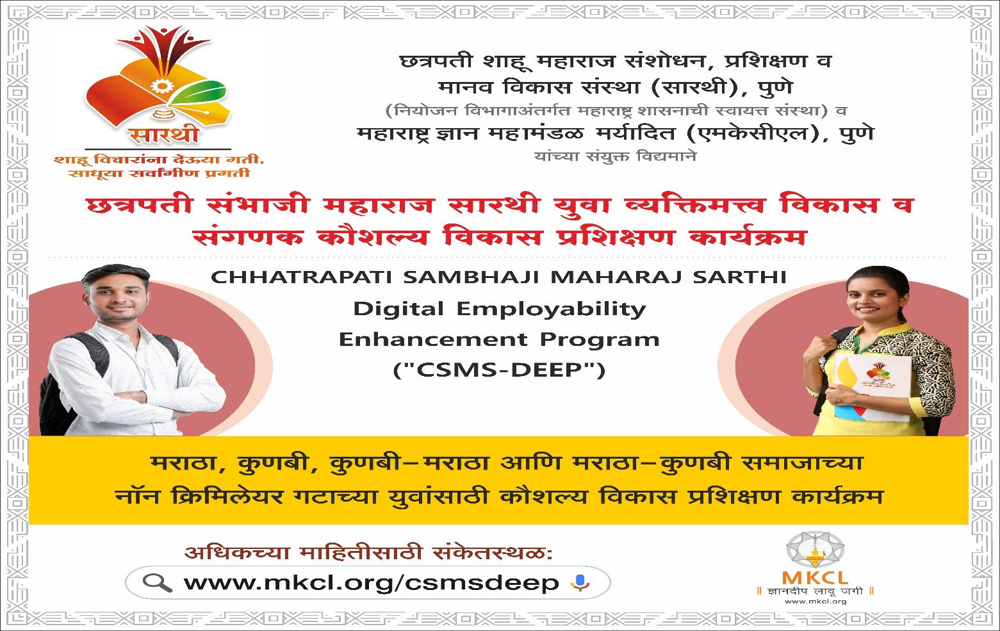 छत्रपती शाहू महाराज संशोधन, प्रशिक्षण व
मानव विकास संस्था (सारथी), पुणे
(नियोजन विभागाअंतर्गत महाराष्ट्र शासनाची स्वायत्त संस्था) व
महाराष्ट्र ज्ञान महामंडळ मर्यादित (एमकेसीएल), पुणे
यांच्या संयुक्त विद्यमाने
सारथी
शाहू विचारांना देऊया गती,
साधूया सर्वांगीण प्रगती
छत्रपती संभाजी महाराज सारथी युवा व्यक्तिमत्त्व विकास व
संगणक कौशल्य विकास प्रशिक्षण कार्यक्रम
CHHATRAPATI SAMBHAJI MAHARAJ SARTHI
Digital Employability
Enhancement Program
("CSMS-DEEP")
मराठा, कुणबी, कुणबी-मराठा आणि मराठा-कुणबी समाजाच्या
नॉन क्रिमिलेयर गटाच्या युवांसाठी कौशल्य विकास प्रशिक्षण कार्यक्रम
अधिकच्या माहितीसाठी संकेतस्थळ:
www.mkcl.org/csmsdeep
MKCL
॥ ज्ञानदीप लावू जगी ॥
www.mkcl.org